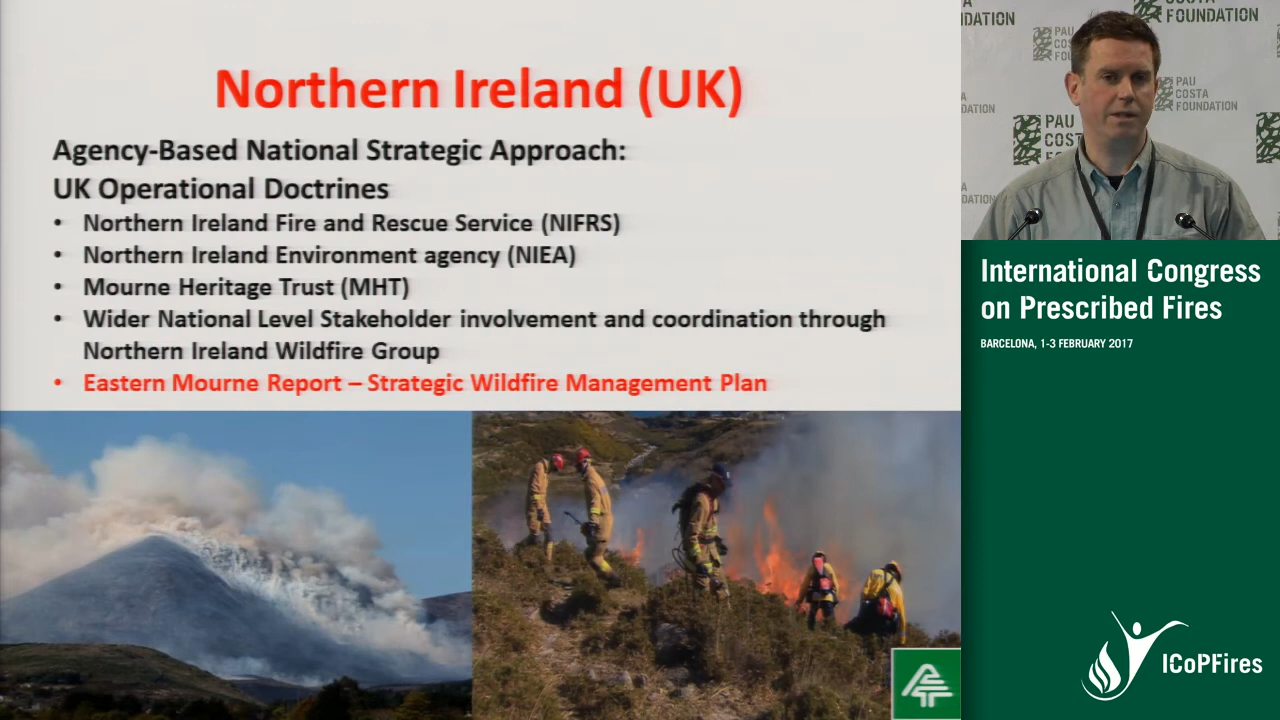 Northern Ireland (UK)
Agency-Based National Strategic Approach:
UK Operational Doctrines
• Northern Ireland Fire and Rescue Service (NIFRS)
• Northern Ireland Environment agency (NIEA)
• Mourne Heritage Trust (MHT)
• Wider National Level Stakeholder involvement and coordination through
Northern Ireland Wildfire Group
• Eastern Mourne Report – Strategic Wildfire Management Plan
FOUNDATION
PAU
COSTA
FOUNDATION
PAU
International Congress
on Prescribed Fires
BARCELONA, 1-3 FEBRUARY 2017
ICoPFires